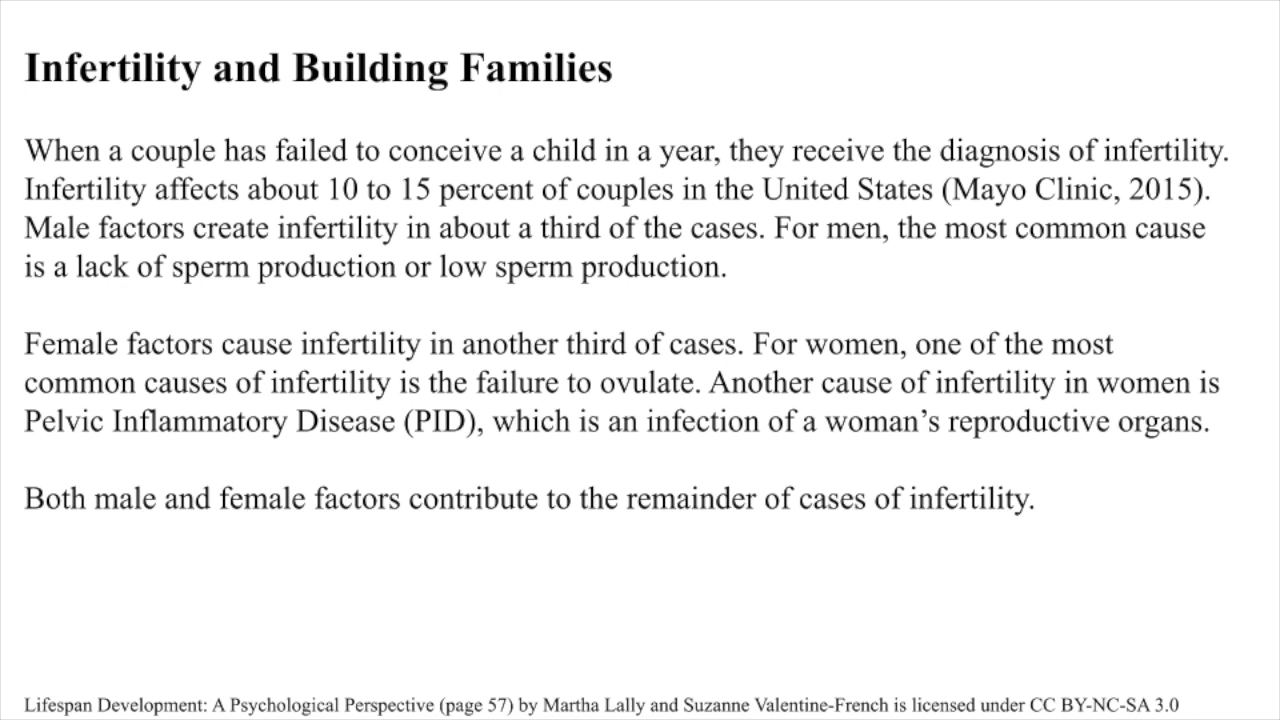 Infertility and Building Families
When a couple has failed to conceive a child in a year, they receive the diagnosis of infertility.
Infertility affects about 10 to 15 percent of couples in the United States (Mayo Clinic, 2015).
Male factors create infertility in about a third of the cases. For men, the most common cause
is a lack of sperm production or low sperm production.
Female factors cause infertility in another third of cases. For women, one of the most
common causes of infertility is the failure to ovulate. Another cause of infertility in women is
Pelvic Inflammatory Disease (PID), which is an infection of a woman’s reproductive organs.
Both male and female factors contribute to the remainder of cases of infertility.
Lifespan Development: A Psychological Perspective (page 57) by Martha Lally and Suzanne Valentine-French is licensed under CC BY-NC-SA 3.0